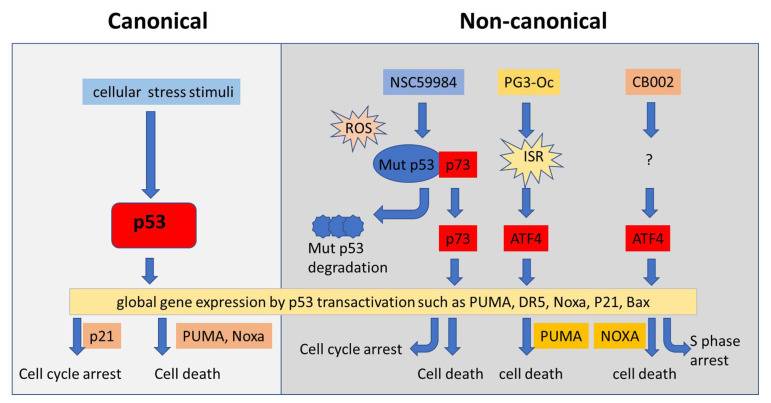 Canonical
Non-canonical
cellular stress stimuli
NSC59984
PG3-Oc
CB002
ROS
Mut p53
p73
ISR
?
p53
p73
ATF4
ATF4
Mut p53
degradation
global gene expression by p53 transactivation such as PUMA, DR5, Noxa, P21, Bax
p21
PUMA, Noxa
PUMA
NOXA
S phase
arrest
Cell cycle arrest
Cell death
Cell cycle arrest
Cell death
cell death
cell death